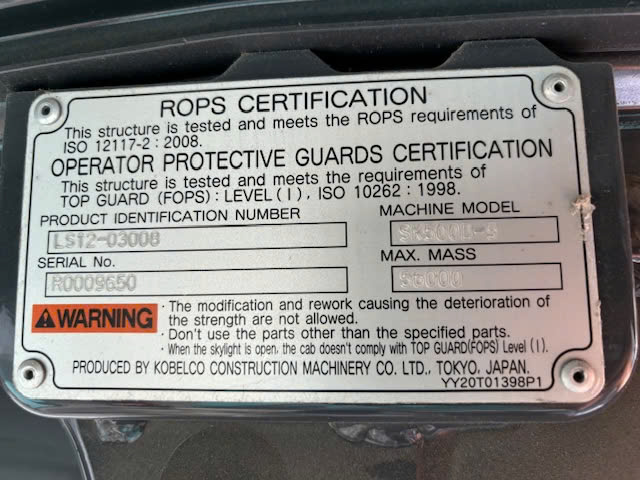 ROPS CERTIFICATION
This structure is tested and meets the ROPS requirements of
ISO 12117-2 : 2008.
OPERATOR PROTECTIVE GUARDS CERTIFICATION
This structure is tested and meets the requirements of
TOP GUARD (FOPS) : LEVEL ( I ), ISO 10262 : 1998.
PRODUCT IDENTIFICATION NUMBER
LS12-03008
MACHINE MODEL
SERIAL No.
R0009650
MAX. MASS
56000
WARNING
· The modification and rework causing the deterioration of
the strength are not allowed.
· Don't use the parts other than the specified parts.
· When the skylight is open, the cab doesn't comply with TOP GUARD(FOPS) Level ( I ).
PRODUCED BY KOBELCO CONSTRUCTION MACHINERY CO. LTD., TOKYO, JAPAN.
YY20T01398P1